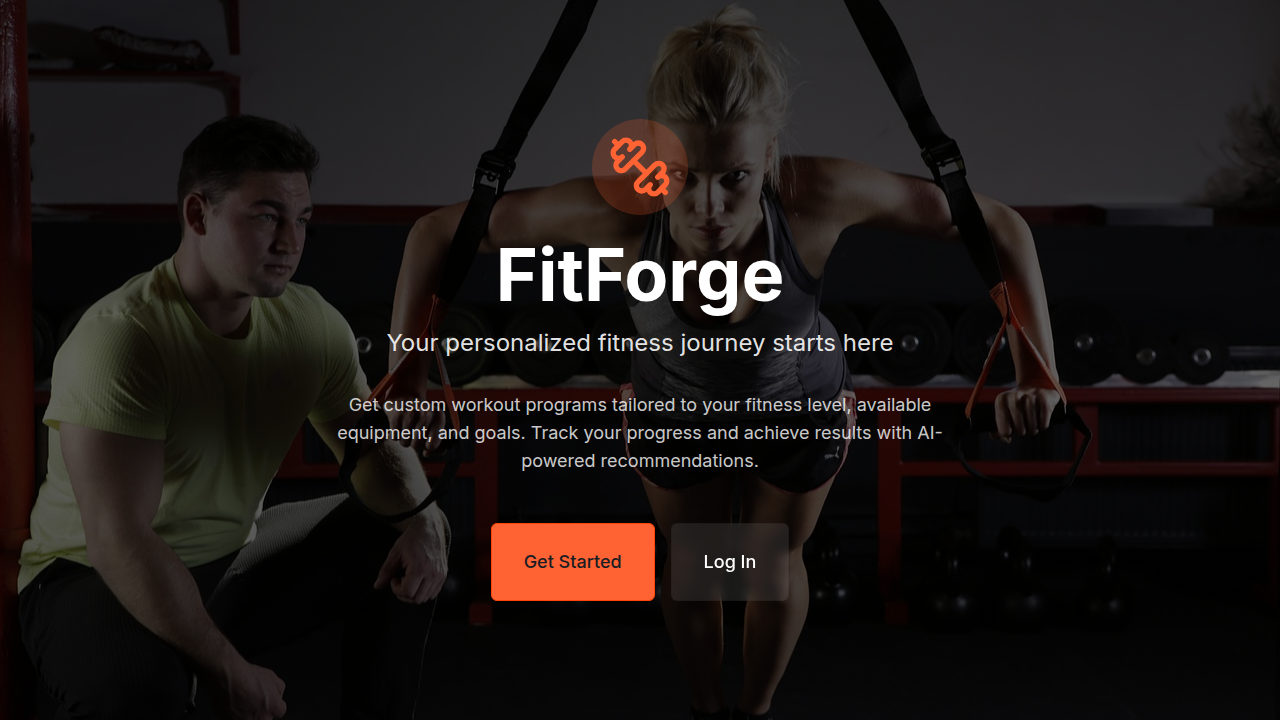 FitForge
Your personalized fitness journey starts here
Get custom workout programs tailored to your fitness level, available
equipment, and goals. Track your progress and achieve results with AI-
powered recommendations.
Get Started
Log In